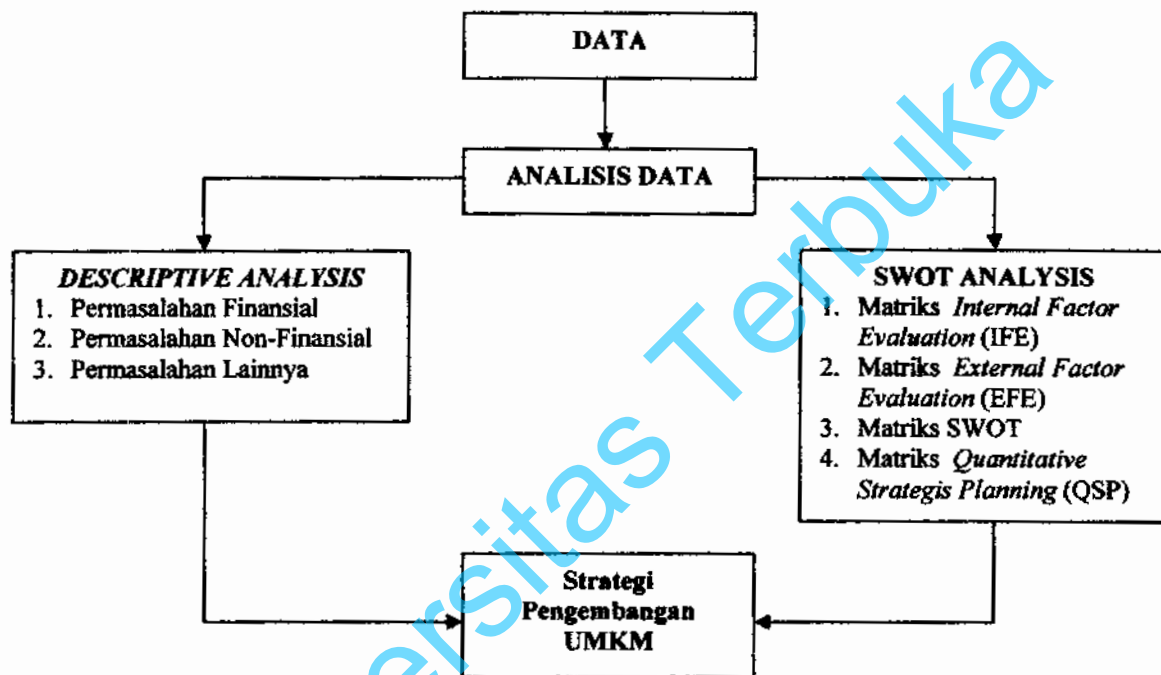 DATA
ANALISIS DATA
DESCRIPTIVE ANALYSIS
1. Permasalahan Finansial
2. Permasalahan Non-Finansial
3. Permasalahan Lainnya
SWOT ANALYSIS
1. Matriks Internal Factor
Evaluation (IFE)
2. Matriks External Factor
Evaluation (EFE)
3. Matriks SWOT
4. Matriks Quantitative
Strategis Planning (QSP)
Strategi
Pengembangan
UMKM
ersitas Terbuka